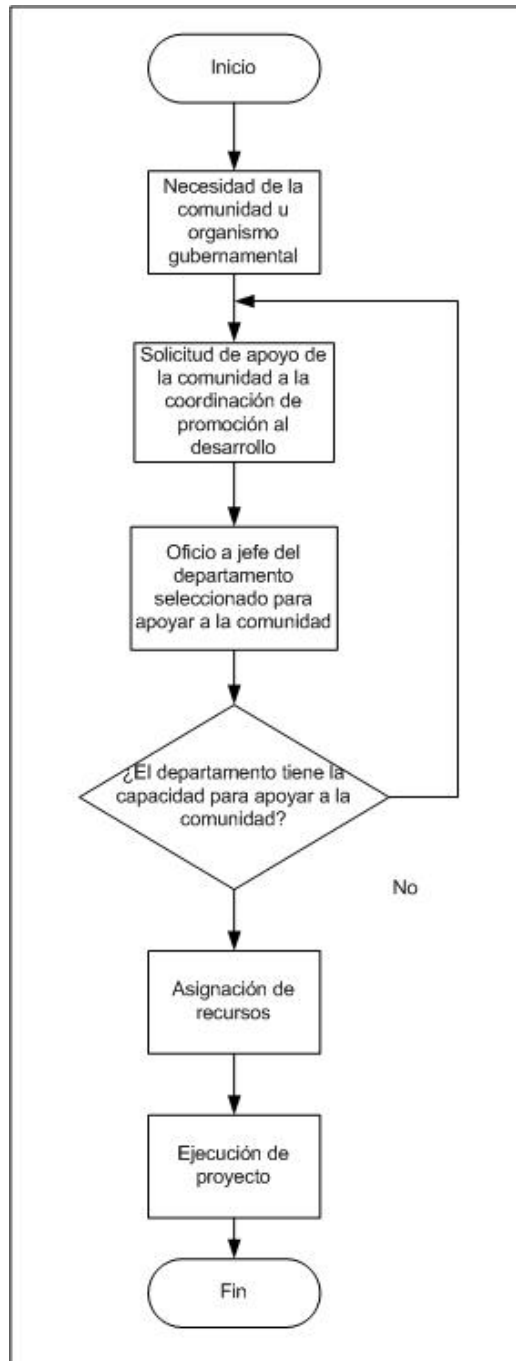 Inicio
Necesidad de la
comunidad u
organismo
gubernamental
Solicitud de apoyo de
la comunidad a la
coordinación de
promoción al
desarrollo
Oficio a jefe del
departamento
seleccionado para
apoyar a la comunidad
¿El departamento tiene la
capacidad para apoyar a la
comunidad?
No
Asignación de
recursos
Ejecución de
proyecto
Fin